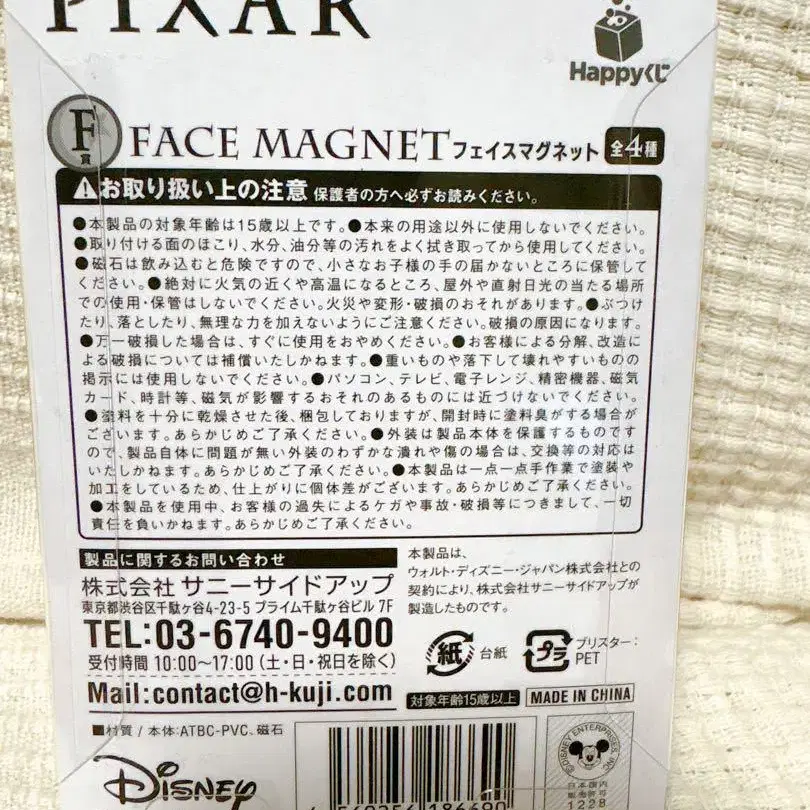 PIXAR
Happyくじ
F賞 FACE MAGNET フェイスマグネット 全4種
お取り扱い上の注意 保護者の方へ必ずお読みください。
●本製品の対象年齢は15歳以上です。●本来の用途以外に使用しないでください。
●取り付ける面のほこり、水分、油分等の汚れをよく拭き取ってから使用してください。
●磁石は飲み込むと危険ですので、小さなお子様の手の届かないところに保管して
ください。●絶対に火気の近くや高温になるところ、屋外や直射日光の当たる場所
での使用・保管はしないでください。火災や変形・破損のおそれがあります。●ぶつけ
たり、落としたり、無理な力を加えないようにご注意ください。破損の原因になります。
●万一破損した場合は、すぐに使用をおやめください。●お客様による分解、改造に
よる破損については補償いたしかねます。●重いものや落下して壊れやすいものの
掲示には使用しないでください。●パソコン、テレビ、電子レンジ、精密機器、磁気
カード、時計等、磁気が影響するおそれのあるものには近づけないでください。
●塗料を十分に乾燥させた後、梱包しておりますが、開封時に塗料臭がする場合が
ございます。あらかじめご了承ください。●外装は製品本体を保護するものです
ので、製品自体に問題が無い外装のわずかな潰れや傷の場合は、交換等の対応は
いたしかねます。あらかじめご了承ください。●本製品は一点一点手作業で塗装や
加工をしているため、仕上がりに個体差がございます。あらかじめご了承ください。
●本製品を使用中、お客様の過失によるケガや事故・破損等につきまして、一切
責任を負いかねます。あらかじめご了承ください。
製品に関するお問い合わせ
株式会社 サニーサイドアップ
東京都渋谷区千駄ヶ谷4-23-5 プライム千駄ヶ谷ビル 7F
TEL:03-6740-9400
受付時間 10:00〜17:00(土・日・祝日を除く)
Mail:contact@h-kuji.com
本製品は、
ウォルト・ディズニー・ジャパン株式会社との
契約により、株式会社サニーサイドアップが
製造したものです。
紙 台紙
プラ ブリスター:
PET
対象年齢15歳以上
MADE IN CHINA
■材質 / 本体:ATBC-PVC、磁石
Disney
4 560256 186690
©DISNEY ENTERPRISES INC
日本国内
製造許可
1228